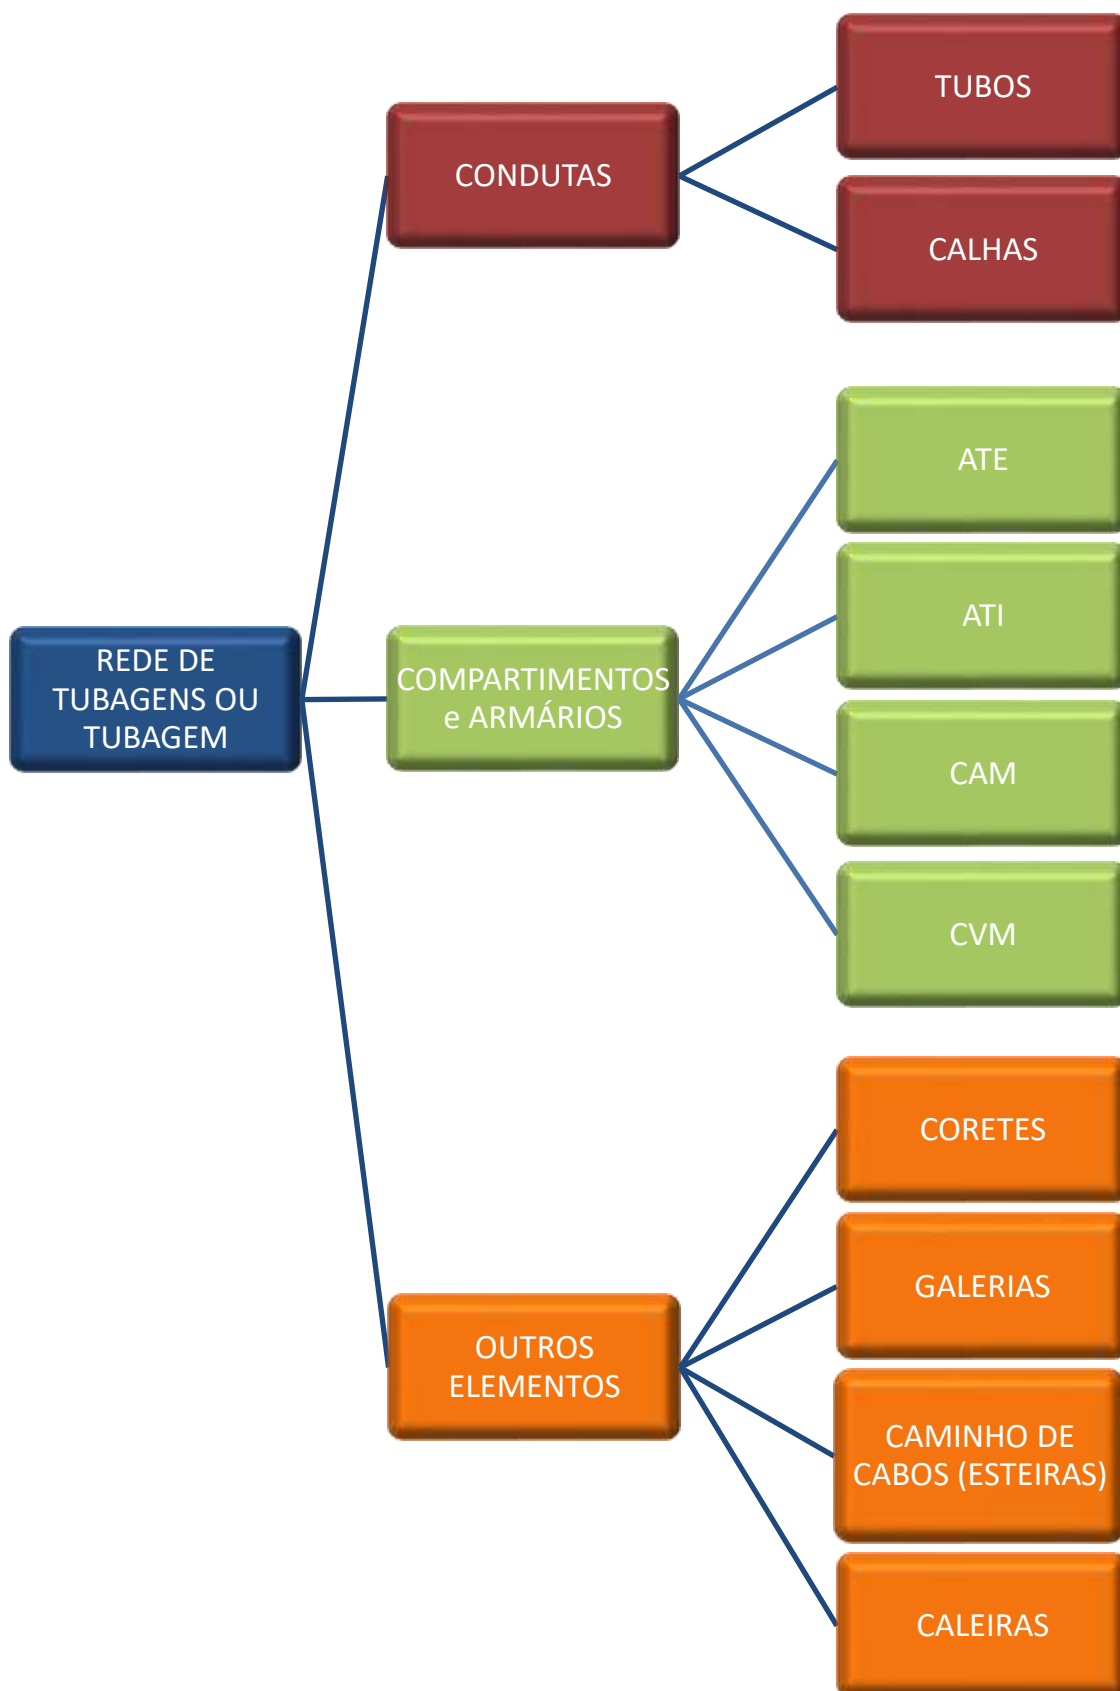 TUBOS
CONDUTAS
CALHAS
ATE
ATI
REDE DE
TUBAGENS OU
TUBAGEM
COMPARTIMENTOS
e ARMÁRIOS
CAM
CVM
CORETES
GALERIAS
OUTROS
ELEMENTOS
CAMINHO DE
CABOS (ESTEIRAS)
CALEIRAS